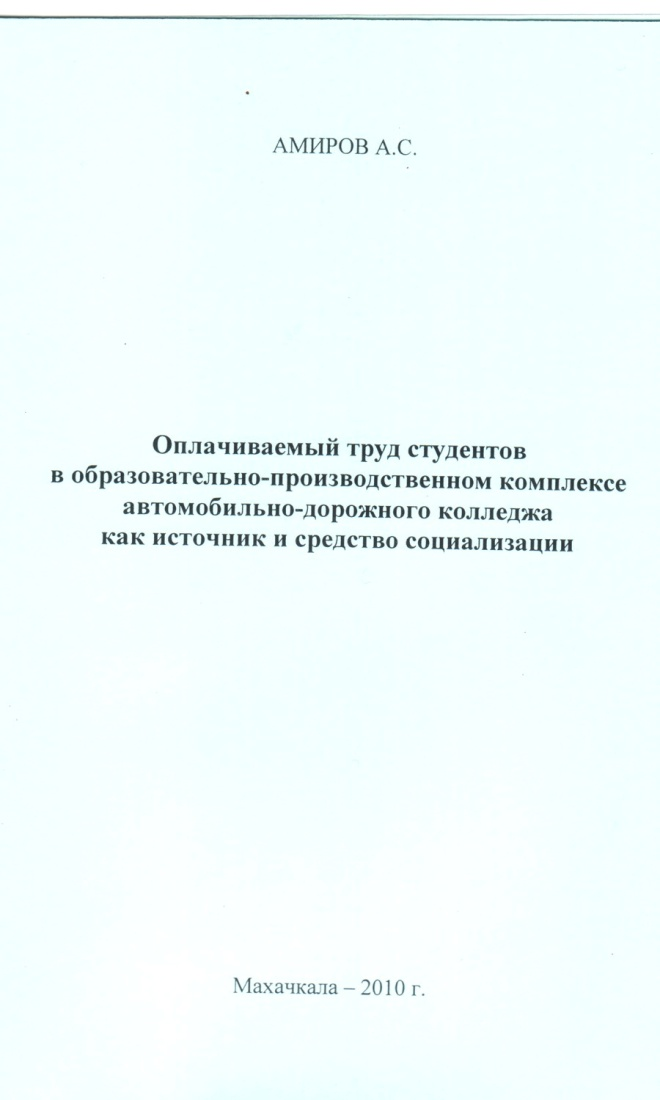 АМИРОВ А.С.
Оплачиваемый труд студентов
в образовательно-производственном комплексе
автомобильно-дорожного колледжа
как источник и средство социализации
Махачкала – 2010 г.